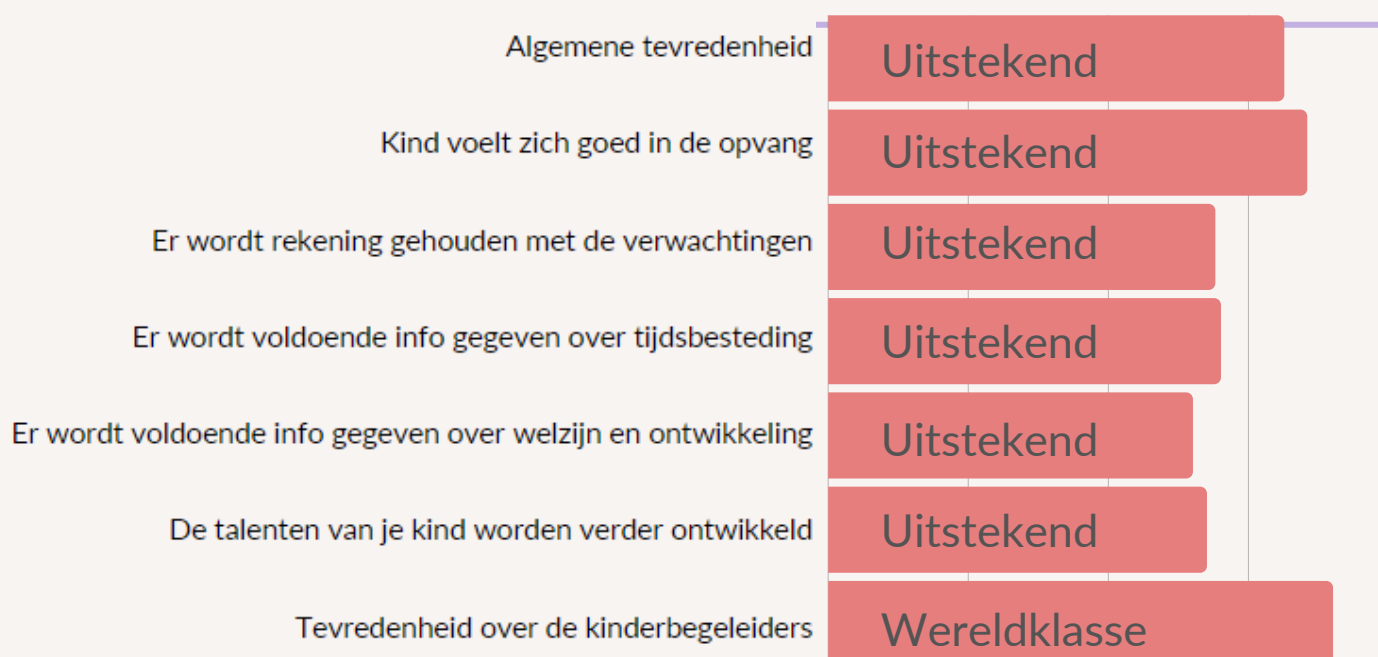 Algemene tevredenheid Uitstekend
Kind voelt zich goed in de opvang Uitstekend
Er wordt rekening gehouden met de verwachtingen Uitstekend
Er wordt voldoende info gegeven over tijdsbesteding Uitstekend
Er wordt voldoende info gegeven over welzijn en ontwikkeling Uitstekend
De talenten van je kind worden verder ontwikkeld Uitstekend
Tevredenheid over de kinderbegeleiders Wereldklasse